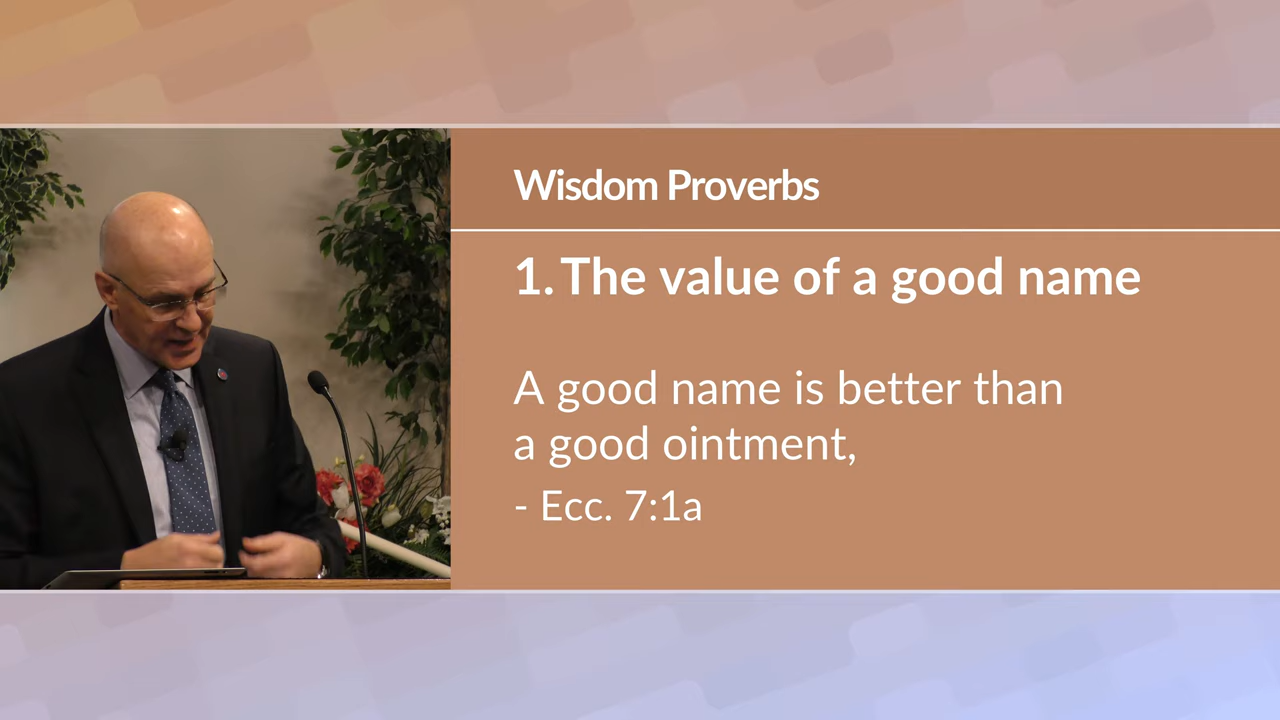 Wisdom Proverbs
1. The value of a good name
A good name is better than
a good ointment,
- Ecc. 7:1a